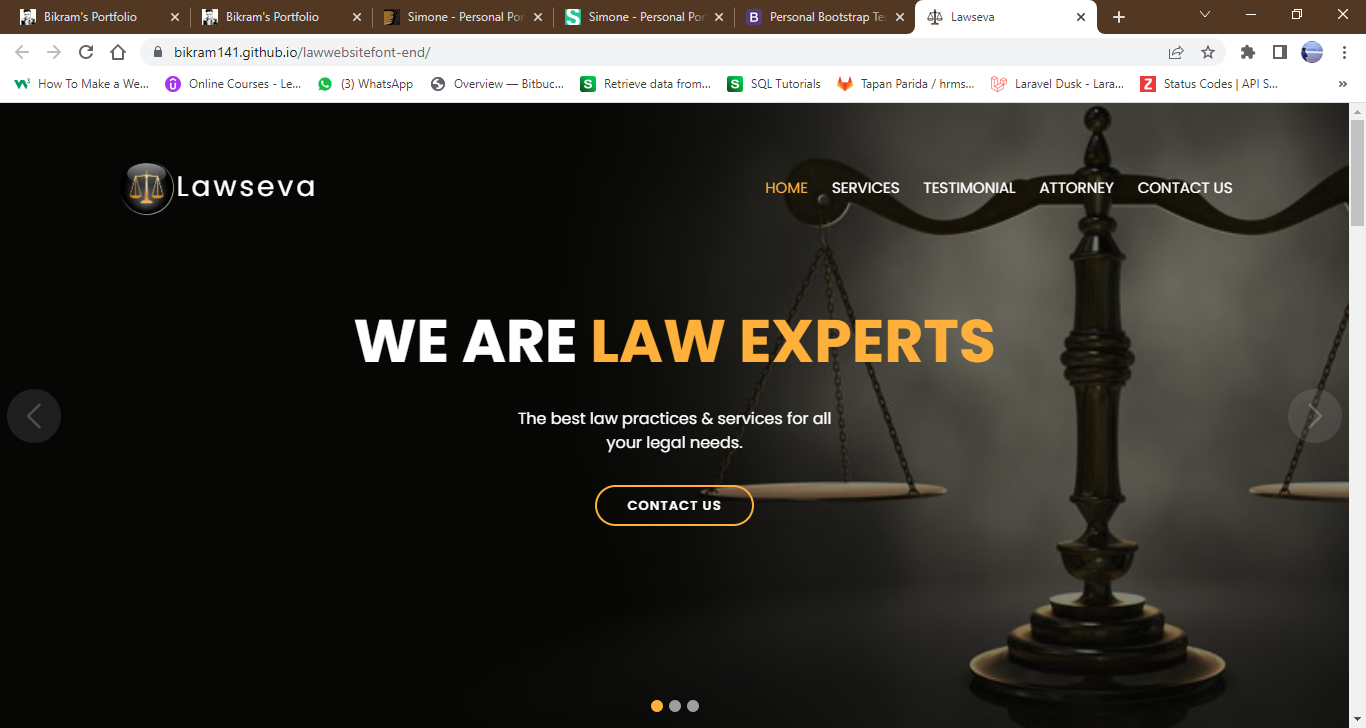 Bikram's Portfolio
Bikram's Portfolio
Simone - Personal Por
Simone - Personal Por
Personal Bootstrap Te
Lawseva
bikram141.github.io/lawwebsitefont-end/
How To Make a We...
Online Courses - Le...
(3) WhatsApp
Overview — Bitbuc...
S
Retrieve data from...
S
SQL Tutorials
Tapan Parida / hrms...
Laravel Dusk - Lara...
Z
Status Codes | API S...
»
Lawseva
HOME SERVICES TESTIMONIAL ATTORNEY CONTACT US
WE ARE LAW EXPERTS
The best law practices & services for all
your legal needs.
CONTACT US